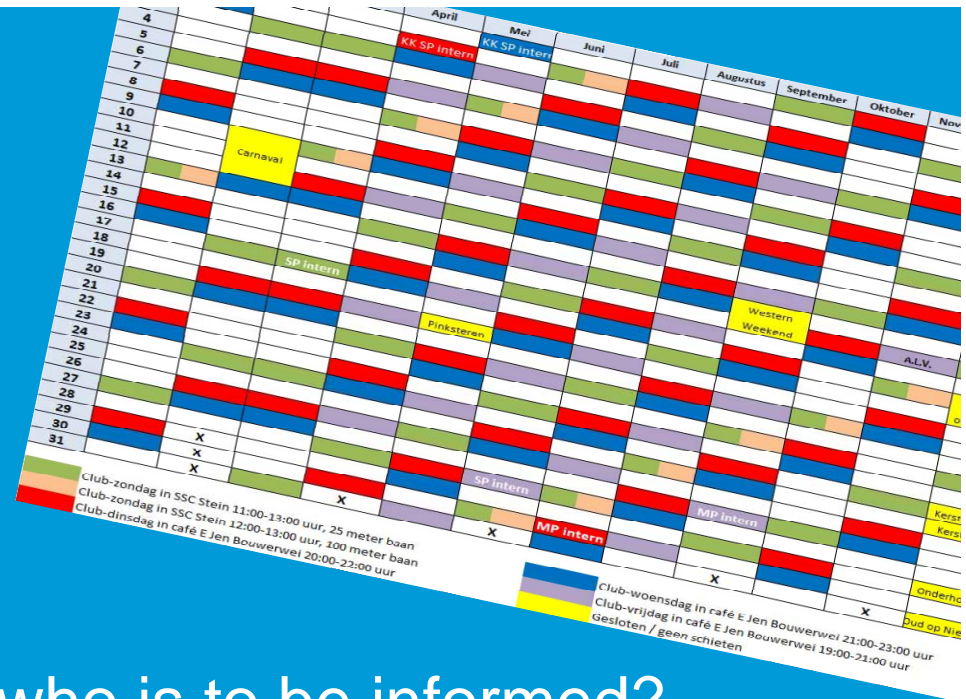 April Mei Juni Juli Augustus September Oktober Nov
4
5 KK SP intern KK SP intern
6
7
8
9
10
11
12 Carnaval
13
14
15
16
17
18
19
20 SP intern
21
22
23
24 Pinksteren
25
26
27
28
29
30 X
31 X
X
X
SP intern
X
MP intern
Western
Weekend
MP intern
X
A.L.V.
X
Kerst
Kers
Onderho
Oud op Nie
Club-zondag in SSC Stein 11:00-13:00 uur, 25 meter baan
Club-zondag in SSC Stein 12:00-13:00 uur, 100 meter baan
Club-dinsdag in café E Jen Bouwerwei 20:00-22:00 uur
Club-woensdag in café E Jen Bouwerwei 21:00-23:00 uur
Club-vrijdag in café E Jen Bouwerwei 19:00-21:00 uur
Gesloten / geen schieten
who is to be informed?